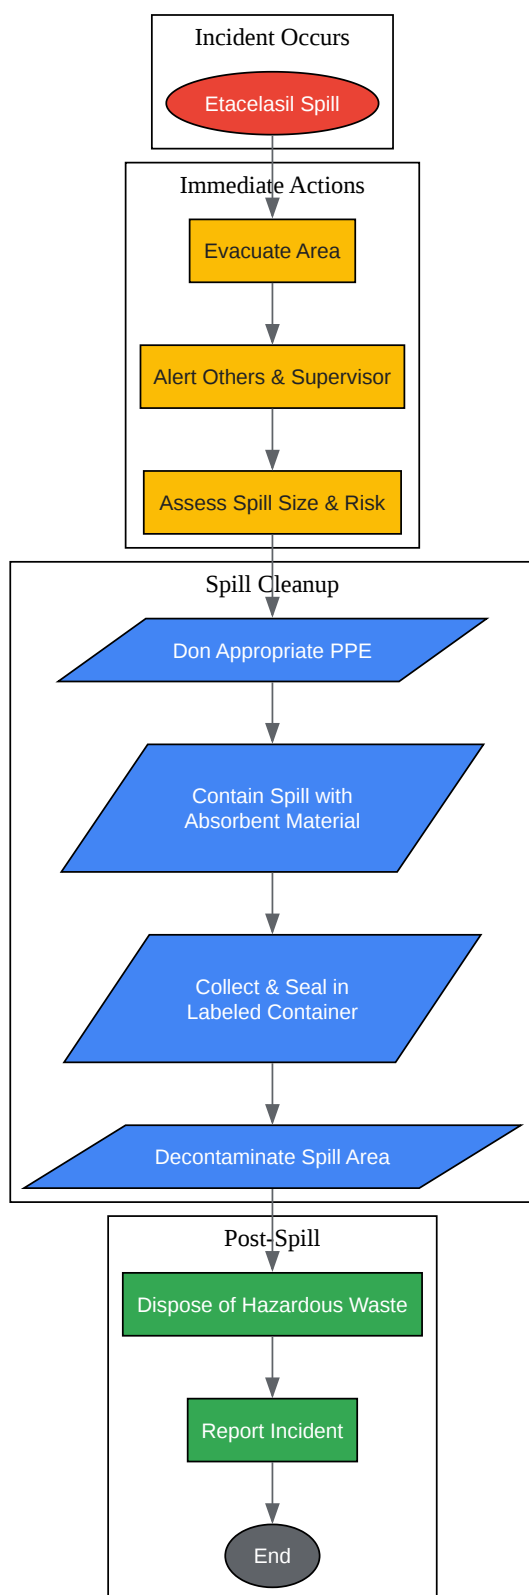 Incident Occurs
Etacelasil Spill
Immediate Actions
Evacuate Area
Alert Others & Supervisor
Assess Spill Size & Risk
Spill Cleanup
Don Appropriate PPE
Contain Spill with
Absorbent Material
Collect & Seal in
Labeled Container
Decontaminate Spill Area
Post-Spill
Dispose of Hazardous Waste
Report Incident
End